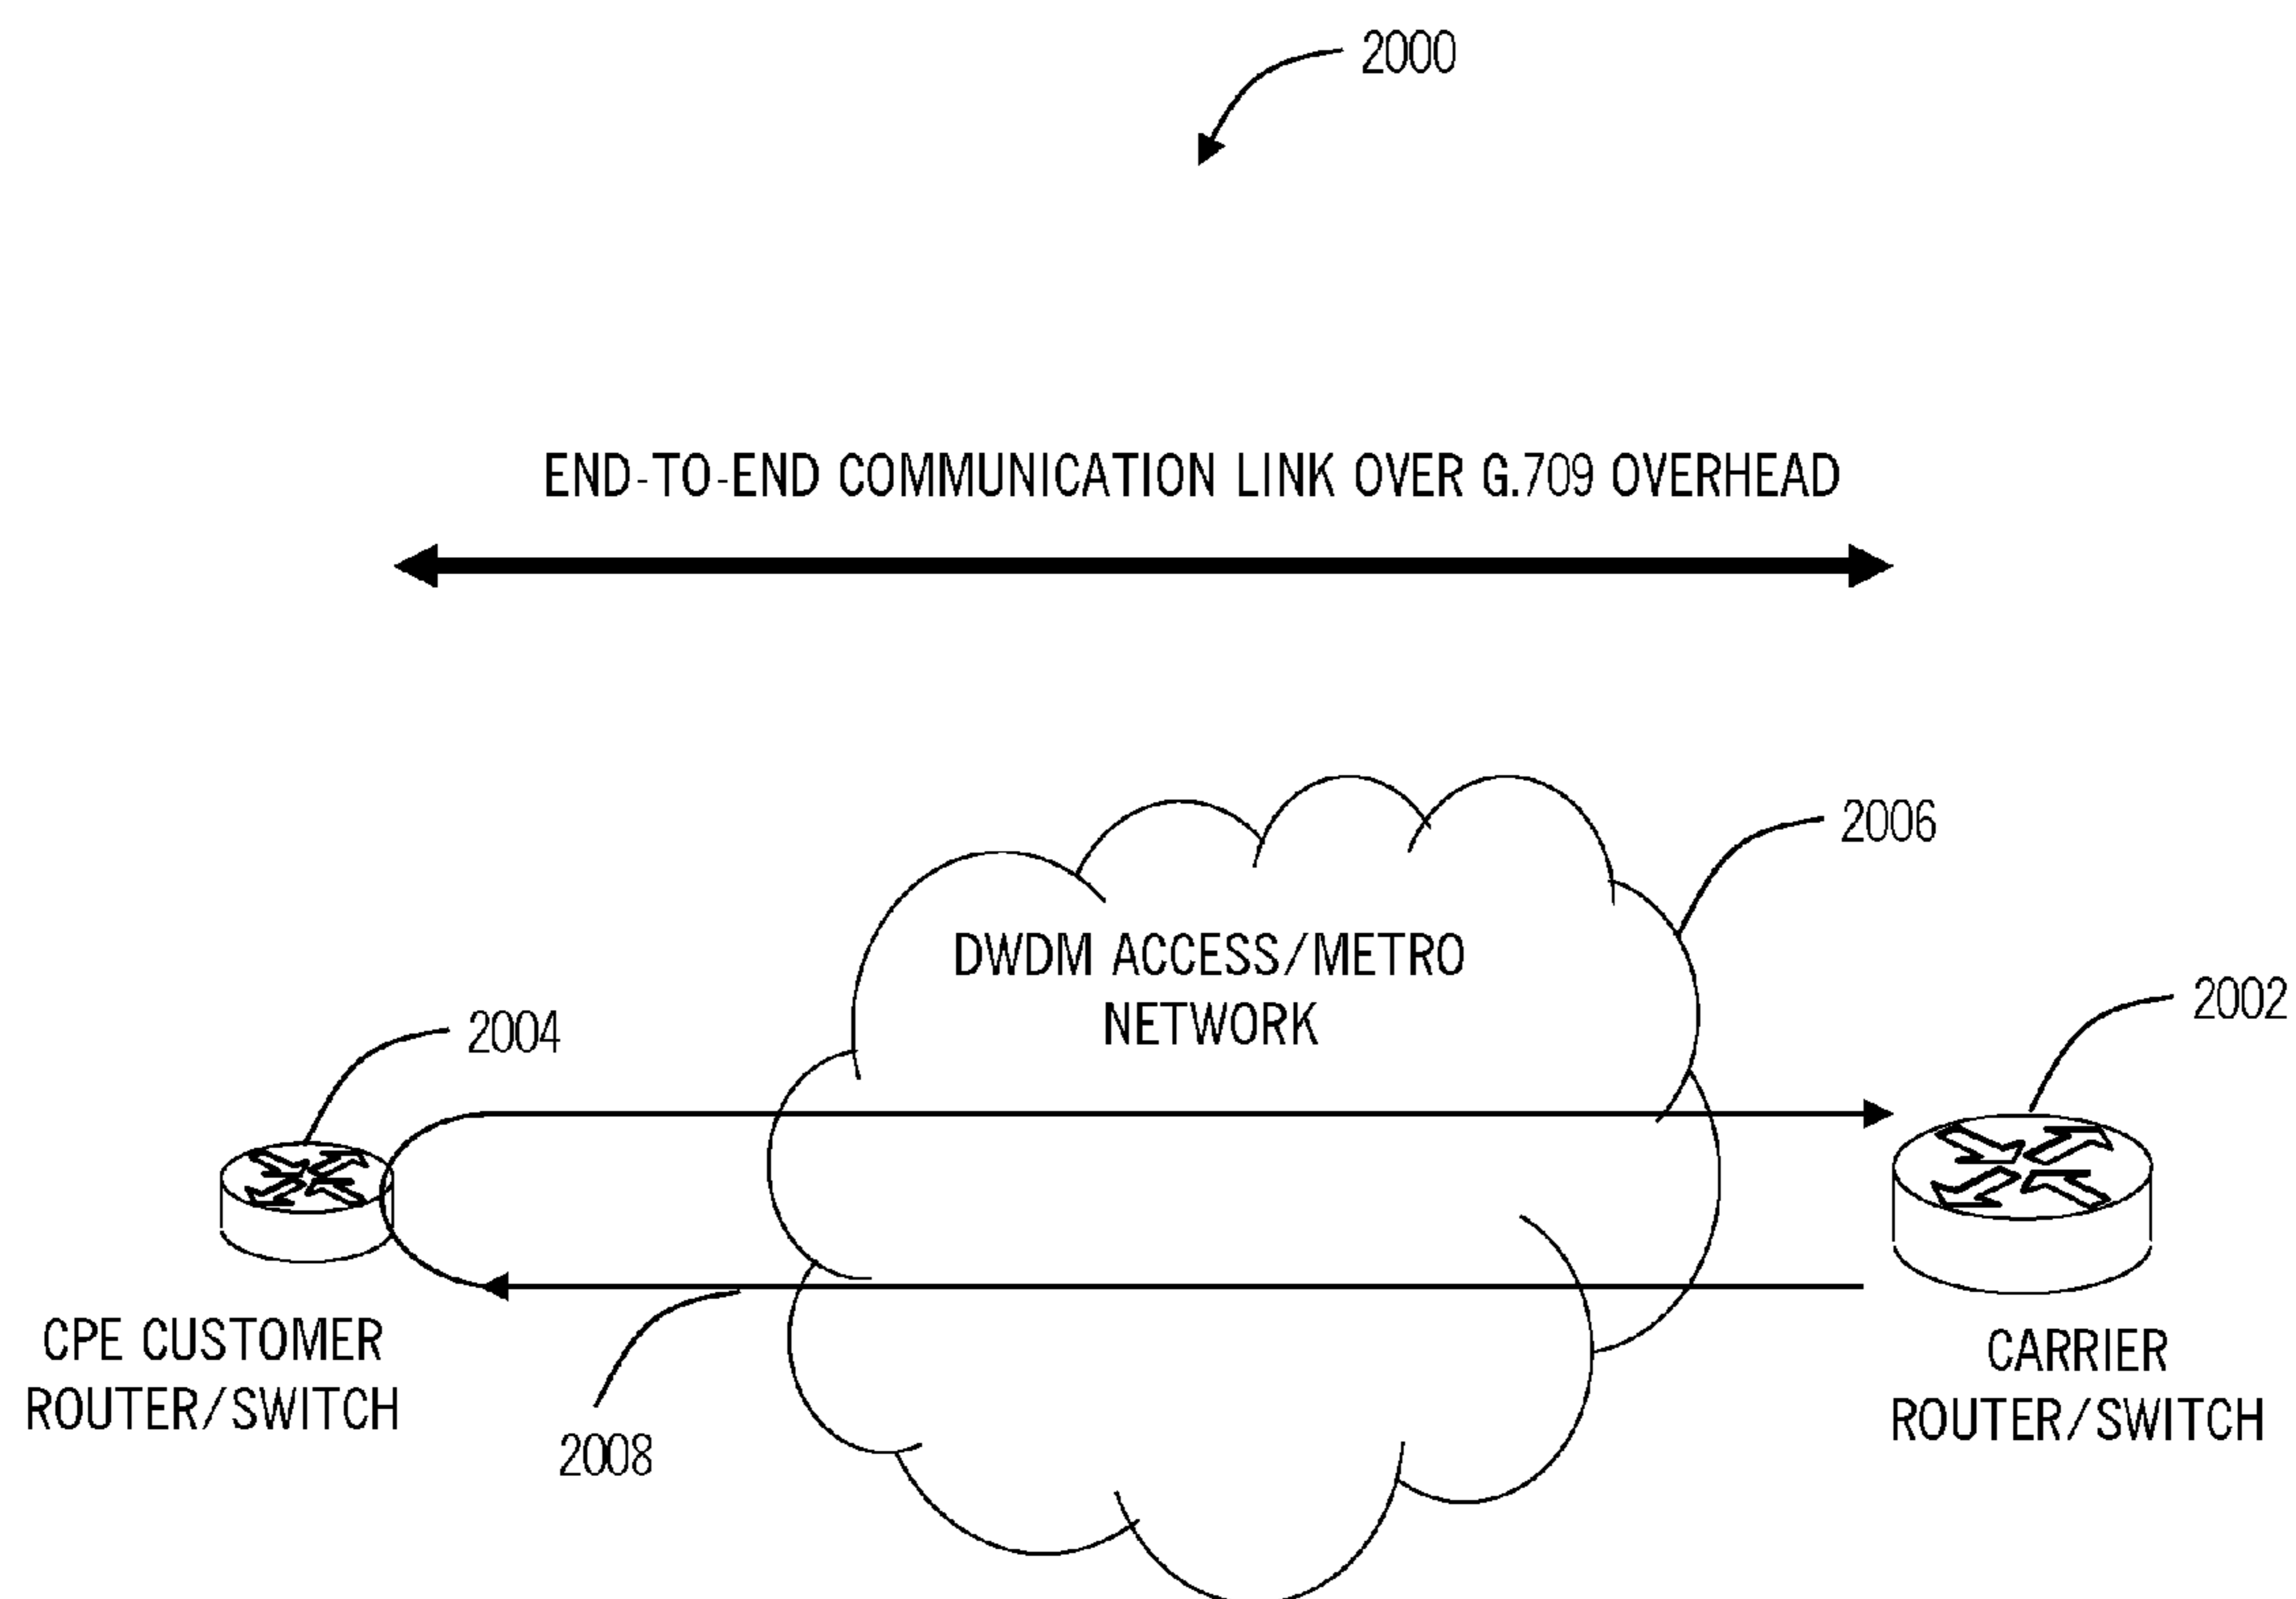 2000
END-TO-END COMMUNICATION LINK OVER G.709 OVERHEAD
2006
DWDM ACCESS/METRO
NETWORK
2002
2004
CPE CUSTOMER
ROUTER/SWITCH
CARRIER
ROUTER/SWITCH
2008